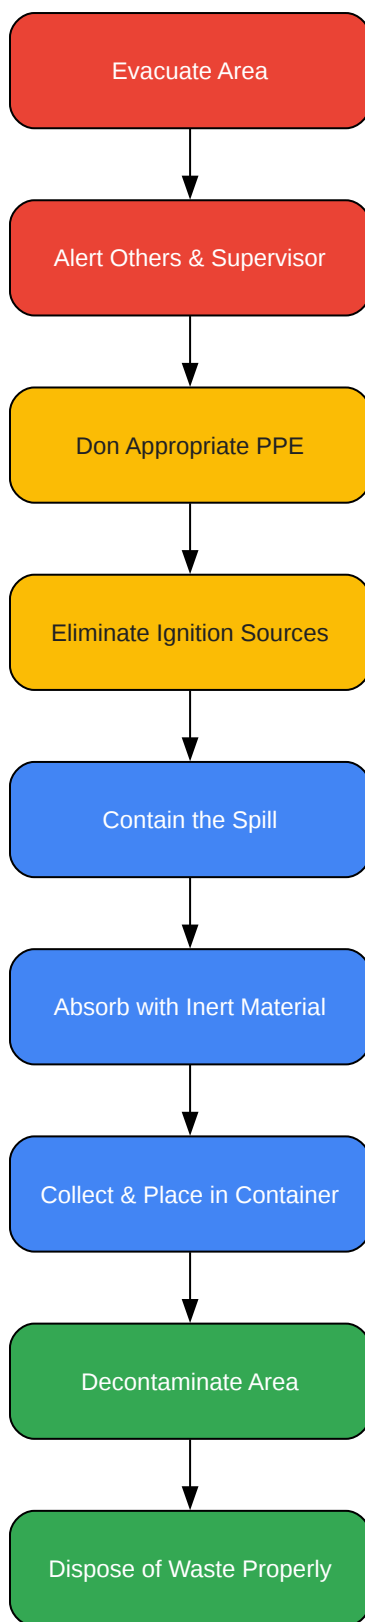 Evacuate Area
Alert Others & Supervisor
Don Appropriate PPE
Eliminate Ignition Sources
Contain the Spill
Absorb with Inert Material
Collect & Place in Container
Decontaminate Area
Dispose of Waste Properly